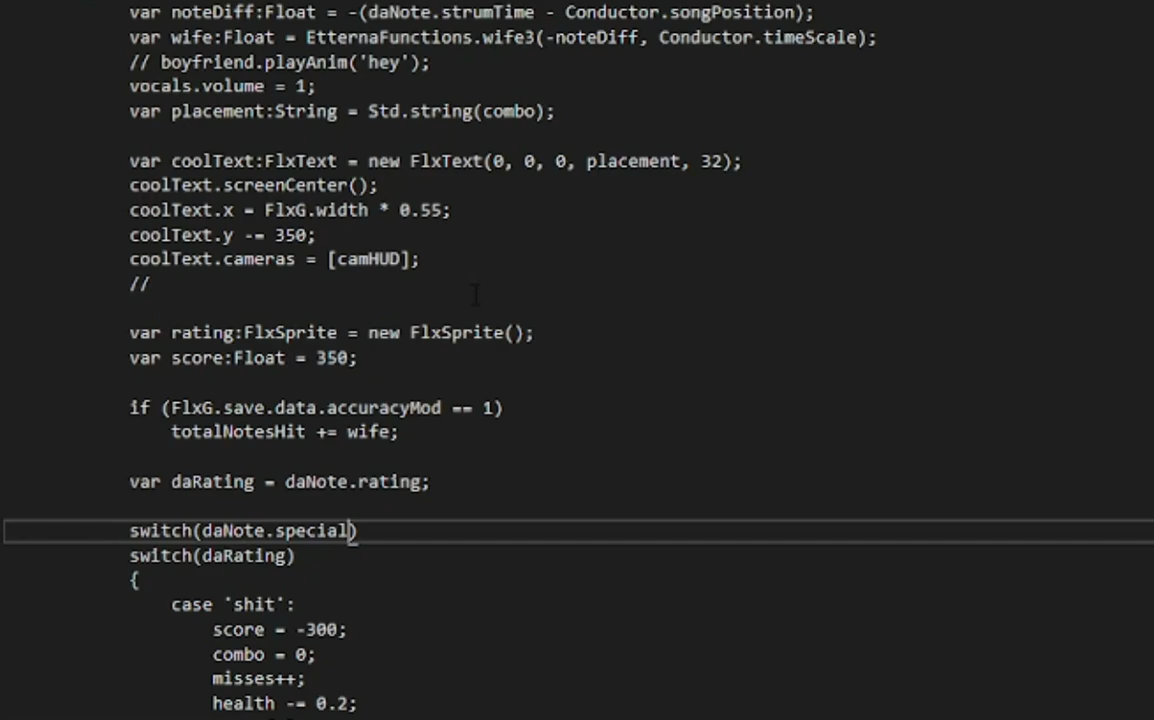 var noteDiff:Float = -(daNote.strumTime - Conductor.songPosition);
var wife:Float = EtternaFunctions.wife3(-noteDiff, Conductor.timeScale);
// boyfriend.playAnim('hey');
vocals.volume = 1;
var placement:String = Std.string(combo);
var coolText:FlxText = new FlxText(0, 0, 0, placement, 32);
coolText.screenCenter();
coolText.x = FlxG.width * 0.55;
coolText.y -= 350;
coolText.cameras = [camHUD];
//
var rating:FlxSprite = new FlxSprite();
var score:Float = 350;
if (FlxG.save.data.accuracyMod == 1)
totalNotesHit += wife;
var daRating = daNote.rating;
switch(daNote.special)
switch(daRating)
{
case 'shit':
score = -300;
combo = 0;
misses++;
health -= 0.2;